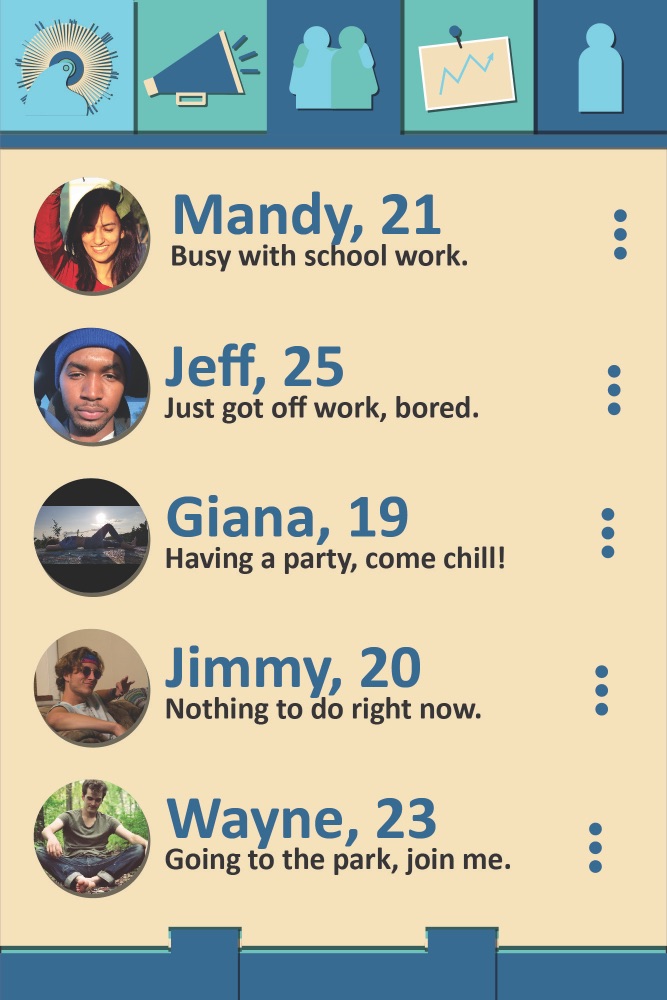 Mandy, 21
Busy with school work.
Jeff, 25
Just got off work, bored.
Giana, 19
Having a party, come chill!
Jimmy, 20
Nothing to do right now.
Wayne, 23
Going to the park, join me.